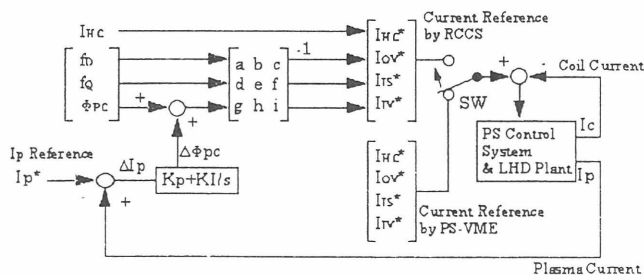 IHC
fD
fQ
ΦPC
+
+
a b c
d e f
g h i
-1
IHC*
IOV*
ITS*
ITV*
Current Reference
by RCCS
SW
+
-
Coil Current
PS Control
System
& LHD Plant
Ic
Ip
ΔΦpc
Ip Reference
Ip*
-
+
ΔIp
Kp+KI/s
IHC*
IOV*
ITS*
ITV*
Current Reference
by PS-VME
Plasma Current